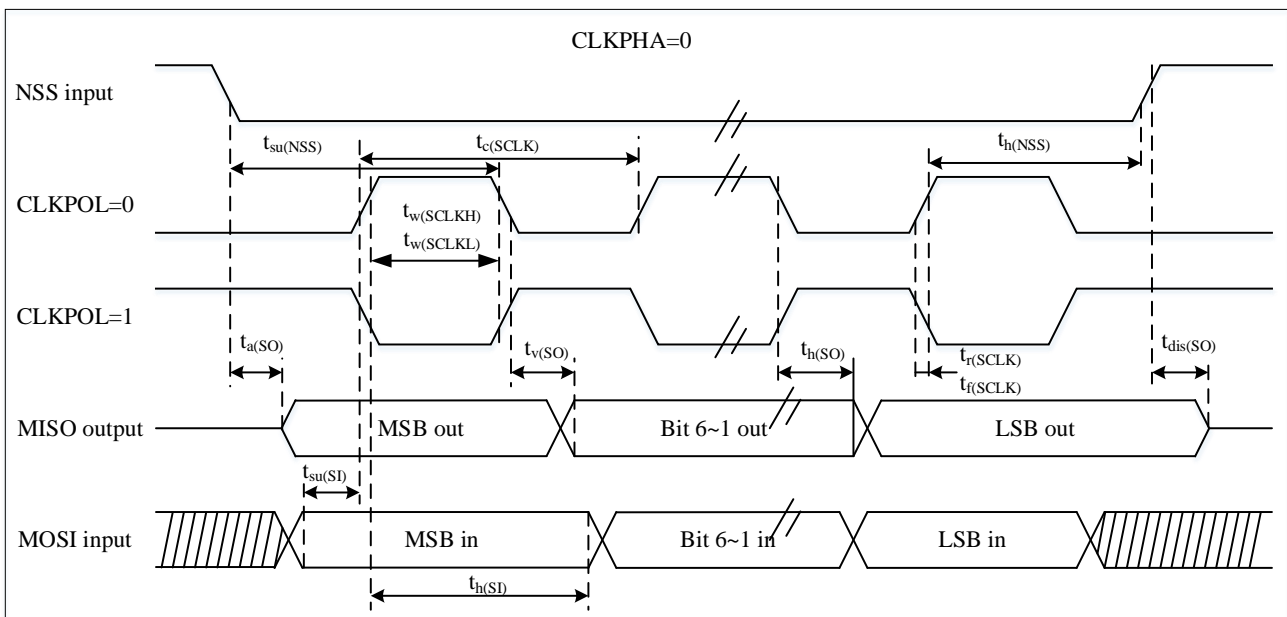 CLKPHA=0
NSS input
tsu(NSS)
tc(SCLK)
th(NSS)
CLKPOL=0
tw(SCLKH)
tw(SCLKL)
CLKPOL=1
ta(SO)
tv(SO)
th(SO)
tr(SCLK)
tf(SCLK)
tdis(SO)
MISO output
MSB out
Bit 6~1 out
LSB out
tsu(SI)
MOSI input
MSB in
Bit 6~1 in
LSB in
th(SI)